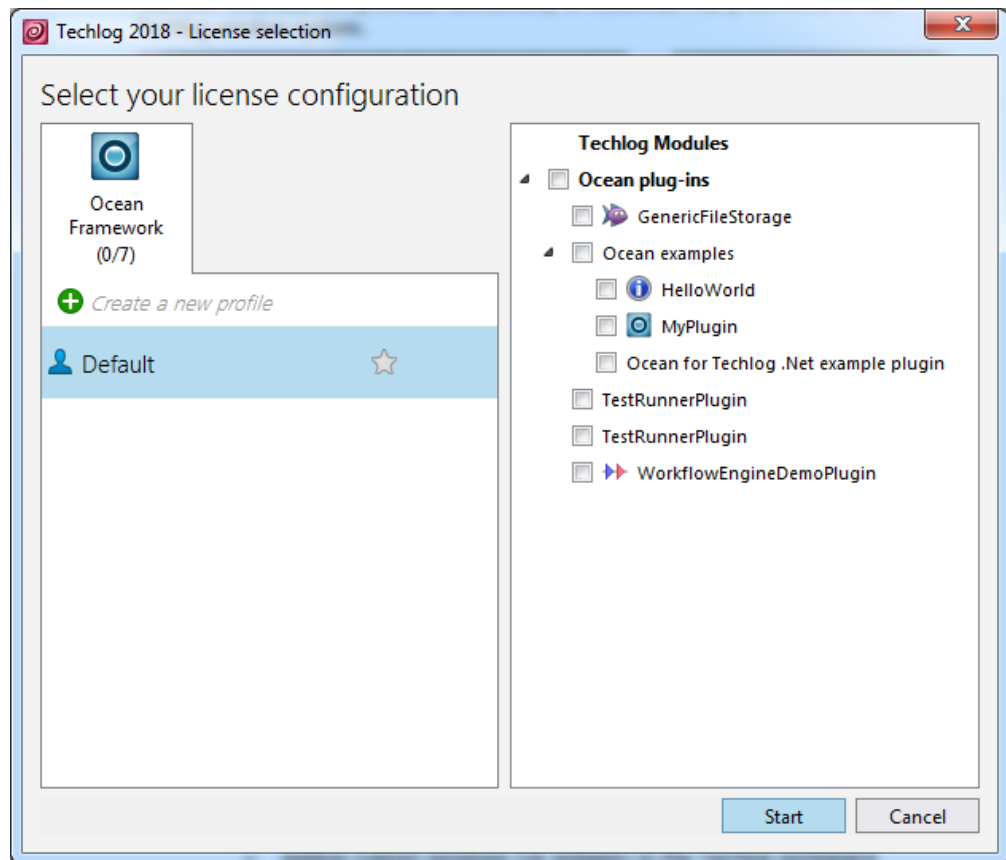 Techlog 2018 - License selection
Select your license configuration
Ocean
Framework
(0/7)
Create a new profile
Default
Techlog Modules
Ocean plug-ins
GenericFileStorage
Ocean examples
HelloWorld
MyPlugin
Ocean for Techlog .Net example plugin
TestRunnerPlugin
TestRunnerPlugin
WorkflowEngineDemoPlugin
Start
Cancel